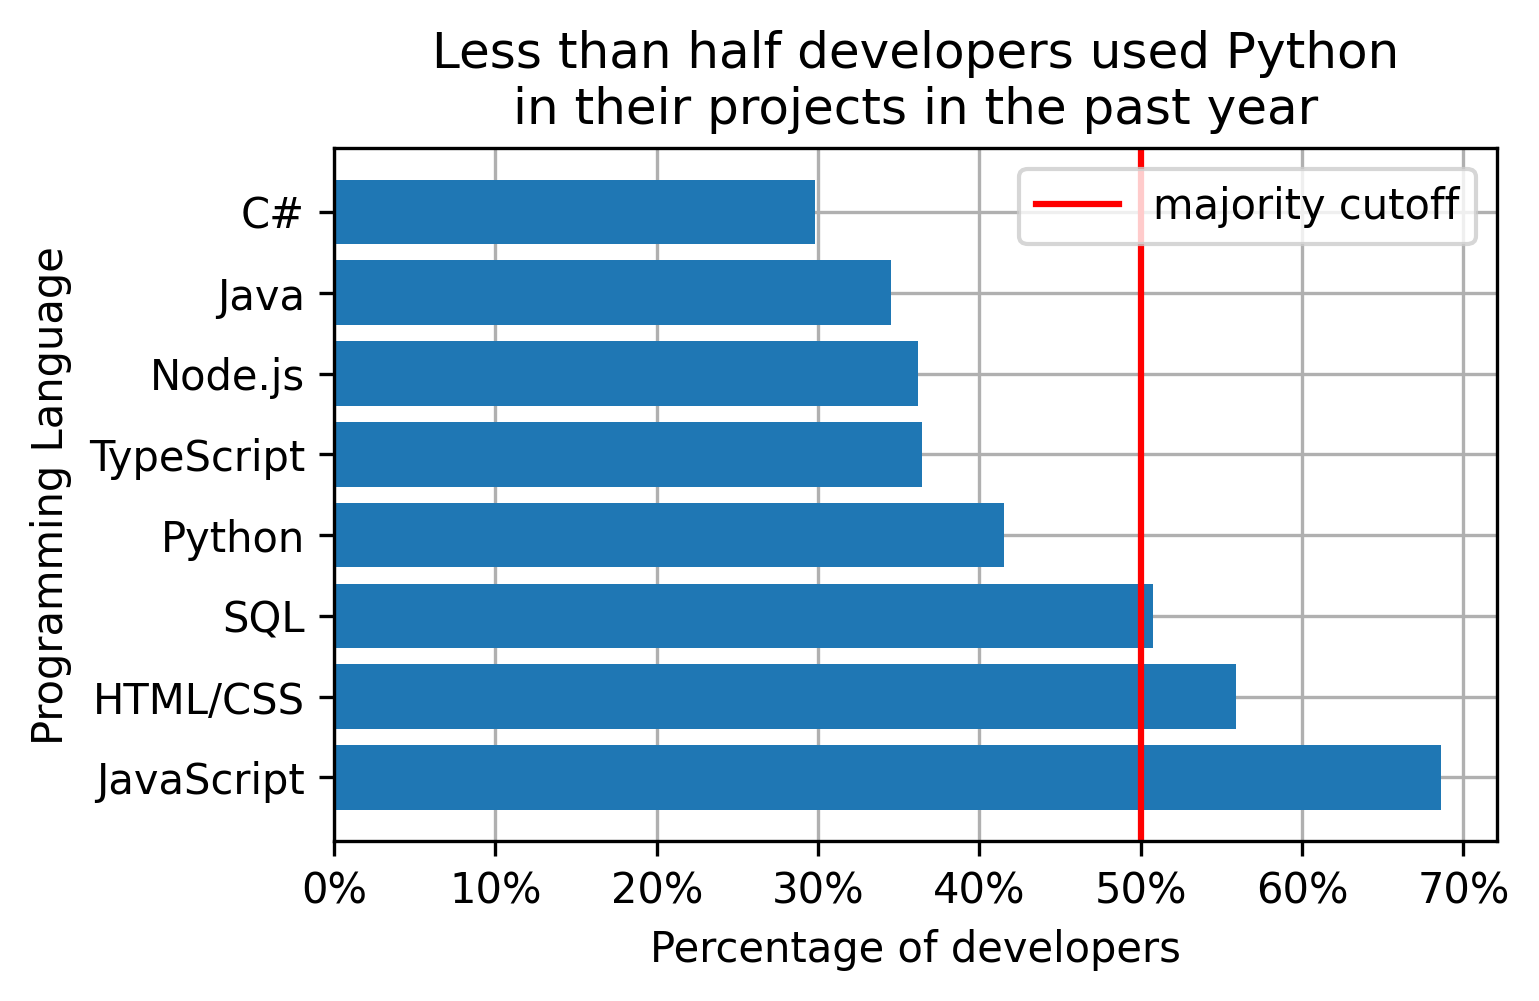 Less than half developers used Python
in their projects in the past year
majority cutoff
Programming Language
C#
Java
Node.js
TypeScript
Python
SQL
HTML/CSS
JavaScript
0% 10% 20% 30% 40% 50% 60% 70%
Percentage of developers